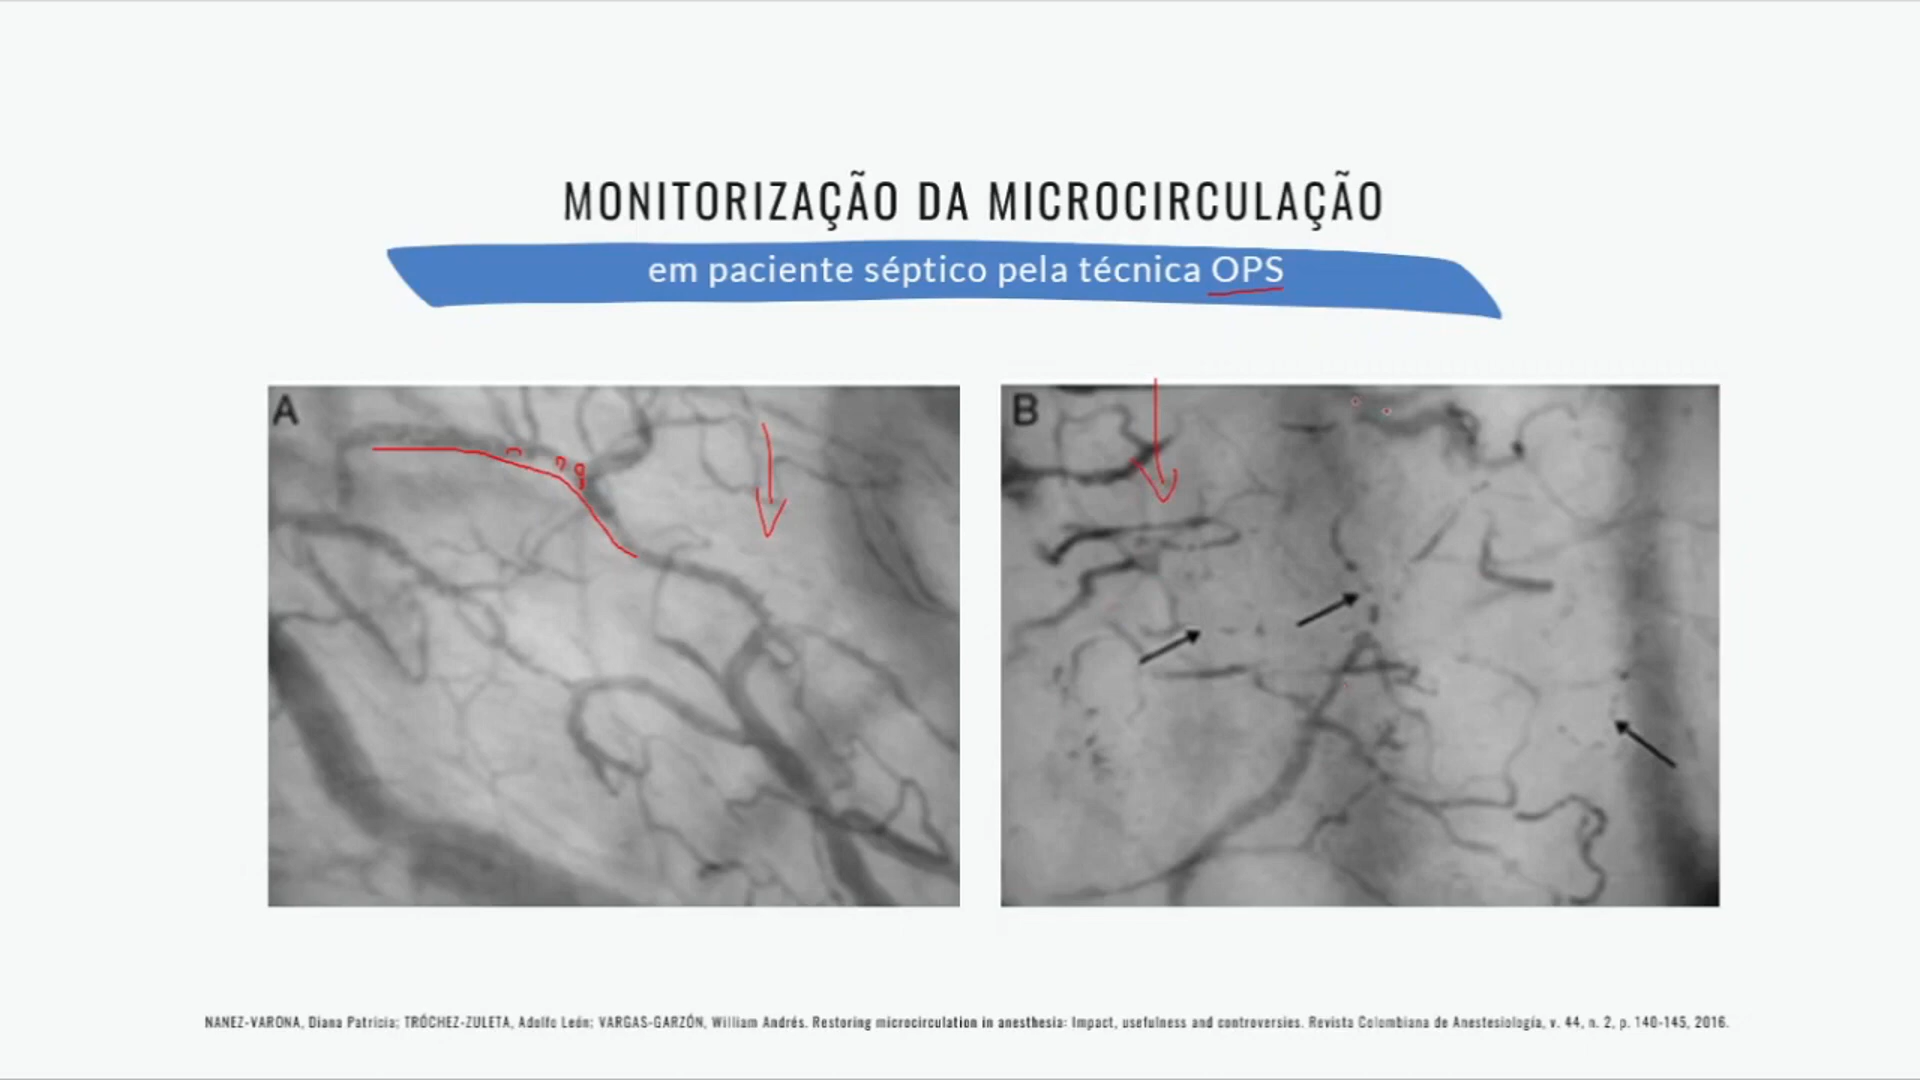 MONITORIZAÇÃO DA MICROCIRCULAÇÃO
em paciente séptico pela técnica OPS
A
B
NANEZ-VARONA, Diana Patricia; TRÓCHEZ-ZULETA, Adolfo León; VARGAS-GARZÓN, William Andrés. Restoring microcirculation in anesthesia: Impact, usefulness and controversies. Revista Colombiana de Anestesiología, v. 44, n. 2, p. 140-145, 2016.